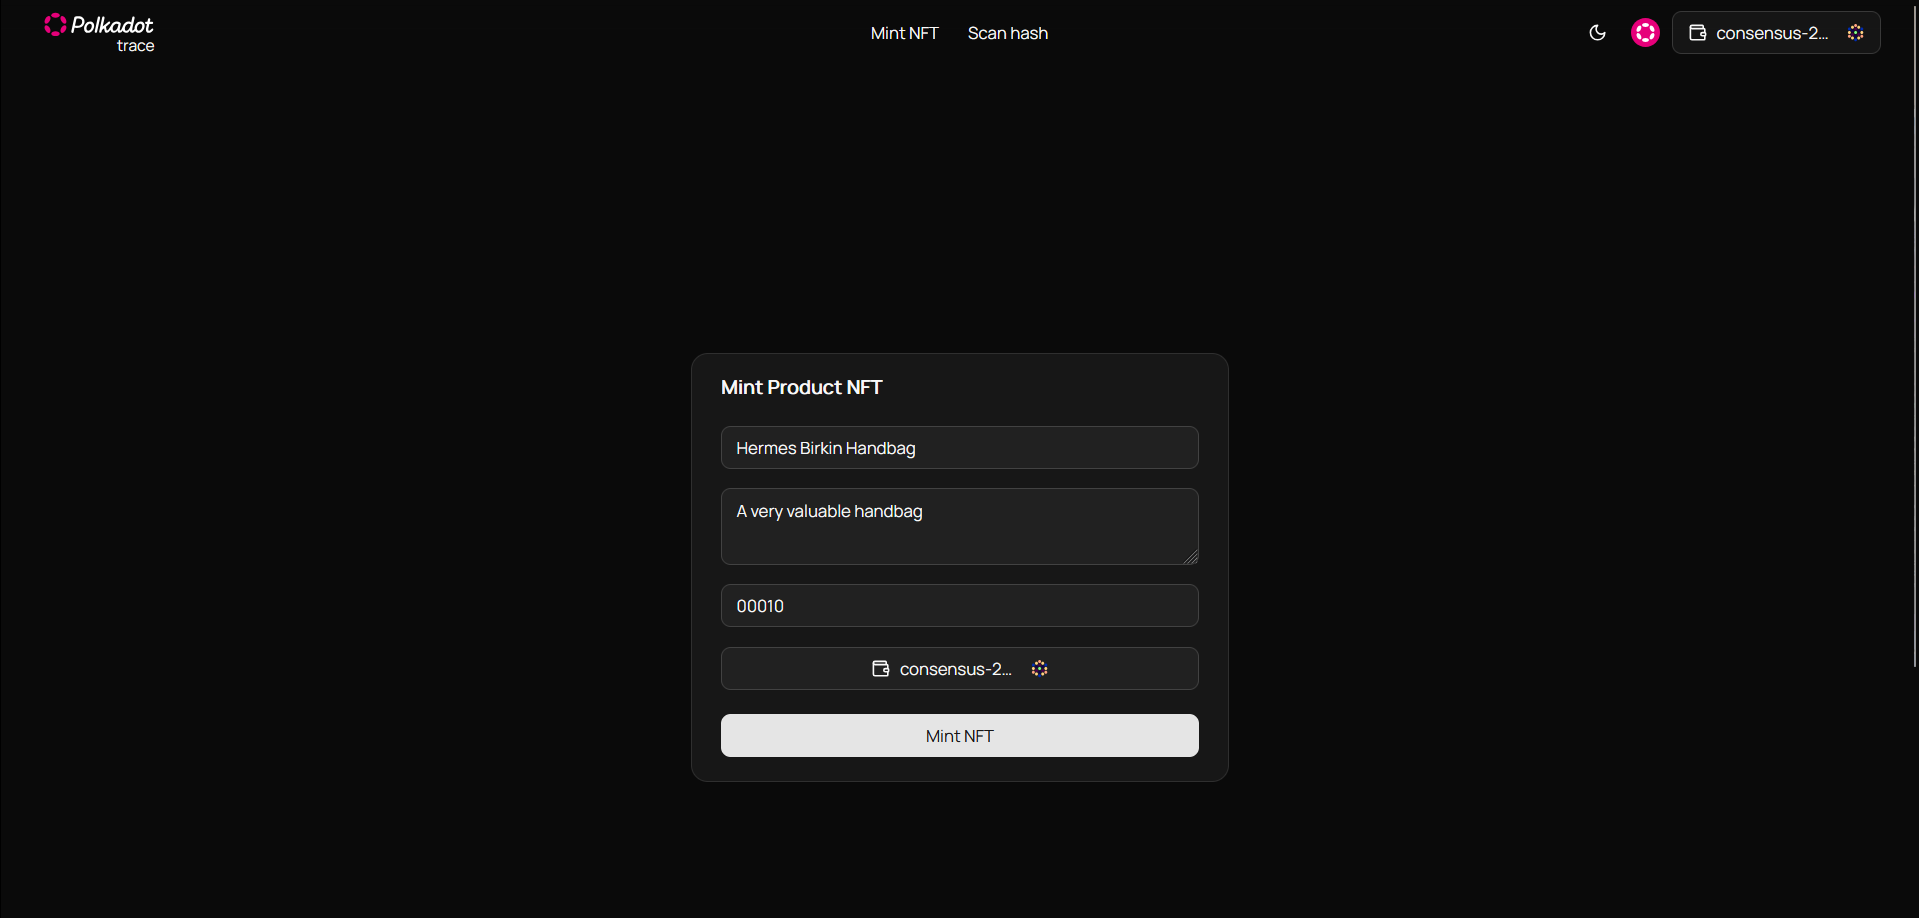 Polkadot
trace
Mint NFT
Scan hash
consensus-2...
Mint Product NFT
Hermes Birkin Handbag
A very valuable handbag
00010
consensus-2...
Mint NFT